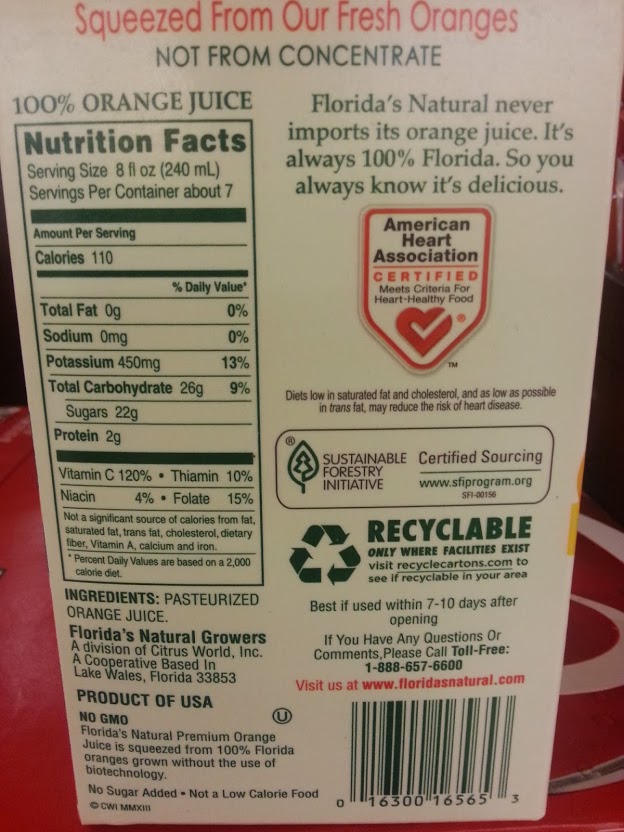 Squeezed From Our Fresh Oranges
NOT FROM CONCENTRATE
100% ORANGE JUICE
Nutrition Facts
Serving Size 8 fl oz (240 mL)
Servings Per Container about 7
Amount Per Serving
Calories 110
% Daily Value*
Total Fat 0g 0%
Sodium 0mg 0%
Potassium 450mg 13%
Total Carbohydrate 26g 9%
Sugars 22g
Protein 2g
Vitamin C 120% • Thiamin 10%
Niacin 4% • Folate 15%
Not a significant source of calories from fat,
saturated fat, trans fat, cholesterol, dietary
fiber, Vitamin A, calcium and iron.
* Percent Daily Values are based on a 2,000
calorie diet.
INGREDIENTS: PASTEURIZED
ORANGE JUICE.
Florida's Natural Growers
A division of Citrus World, Inc.
A Cooperative Based In
Lake Wales, Florida 33853
PRODUCT OF USA
NO GMO
U
Florida's Natural Premium Orange
Juice is squeezed from 100% Florida
oranges grown without the use of
biotechnology.
No Sugar Added • Not a Low Calorie Food
© CWI MMXIII
Florida's Natural never
imports its orange juice. It's
always 100% Florida. So you
always know it's delicious.
American
Heart
Association
CERTIFIED
Meets Criteria For
Heart-Healthy Food
®
TM
Diets low in saturated fat and cholesterol, and as low as possible
in trans fat, may reduce the risk of heart disease.
®
SUSTAINABLE
FORESTRY
INITIATIVE
Certified Sourcing
www.sfiprogram.org
SFI-00156
RECYCLABLE
ONLY WHERE FACILITIES EXIST
visit recyclecartons.com to
see if recyclable in your area
Best if used within 7-10 days after
opening
If You Have Any Questions Or
Comments,Please Call Toll-Free:
1-888-657-6600
Visit us at www.floridasnatural.com
0 16300 16565 3